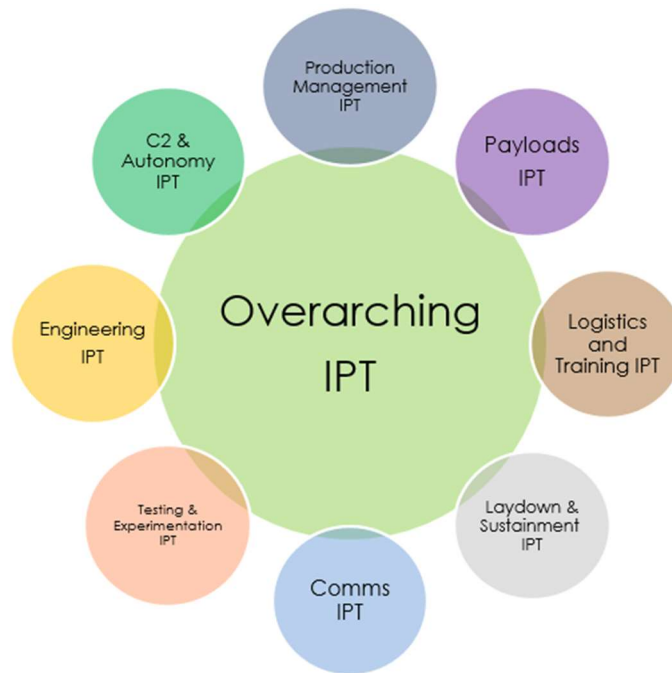 Production
Management
IPT
C2 &
Autonomy
IPT
Payloads
IPT
Overarching
IPT
Engineering
IPT
Logistics
and
Training IPT
Testing &
Experimentation
IPT
Laydown &
Sustainment
IPT
Comms
IPT